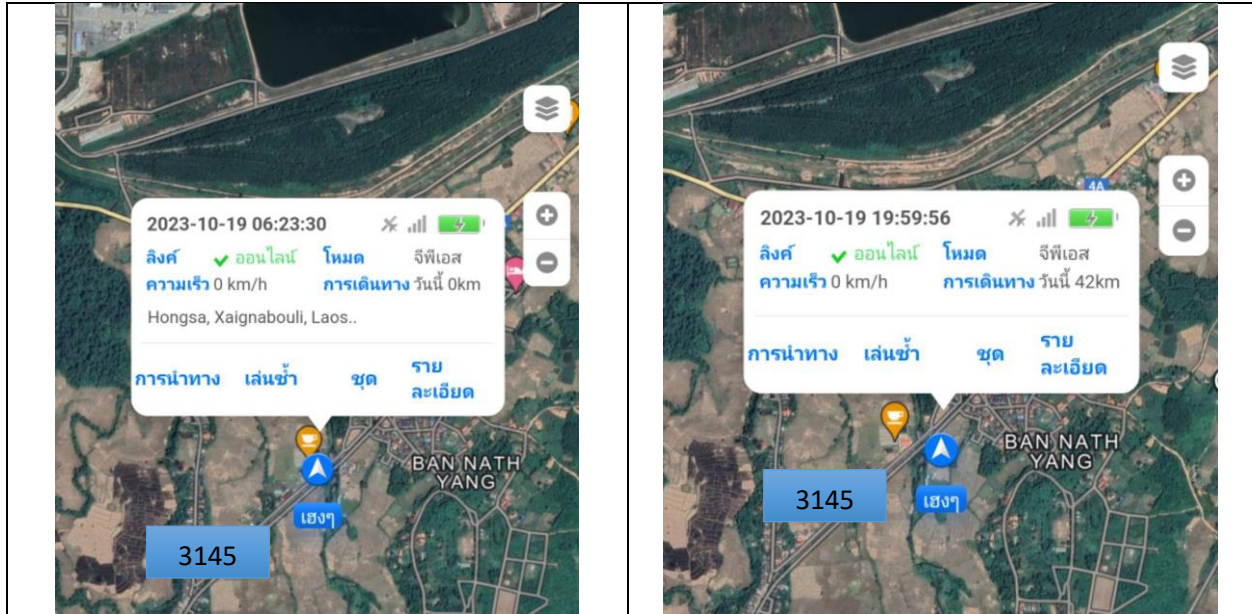 2023-10-19 06:23:30
ลิงค์ ออนไลน์ โหมด จีพีเอส
ความเร็ว 0 km/h การเดินทาง วันนี้ 0km
Hongsa, Xaignabouli, Laos..
การนำทาง เล่นซ้ำ ชุด ราย
ละเอียด
BAN NATH
YANG
เฮงๆ
3145
4A
2023-10-19 19:59:56
ลิงค์ ออนไลน์ โหมด จีพีเอส
ความเร็ว 0 km/h การเดินทาง วันนี้ 42km
การนำทาง เล่นซ้ำ ชุด ราย
ละเอียด
BAN NATH
YANG
3145
เฮงๆ